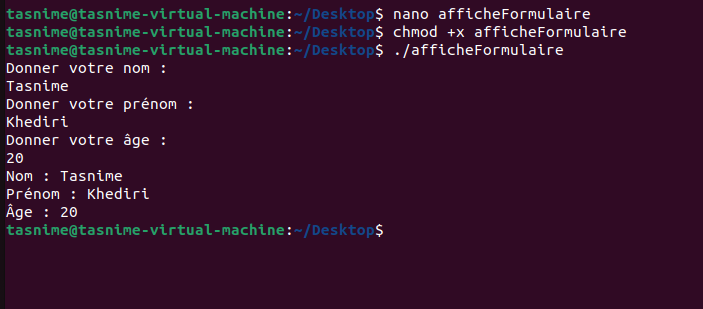 tasnime@tasnime-virtual-machine:~/Desktop$ nano afficheFormulaire
tasnime@tasnime-virtual-machine:~/Desktop$ chmod +x afficheFormulaire
tasnime@tasnime-virtual-machine:~/Desktop$ ./afficheFormulaire
Donner votre nom :
Tasnime
Donner votre prénom :
Khediri
Donner votre âge :
20
Nom : Tasnime
Prénom : Khediri
Âge : 20
tasnime@tasnime-virtual-machine:~/Desktop$